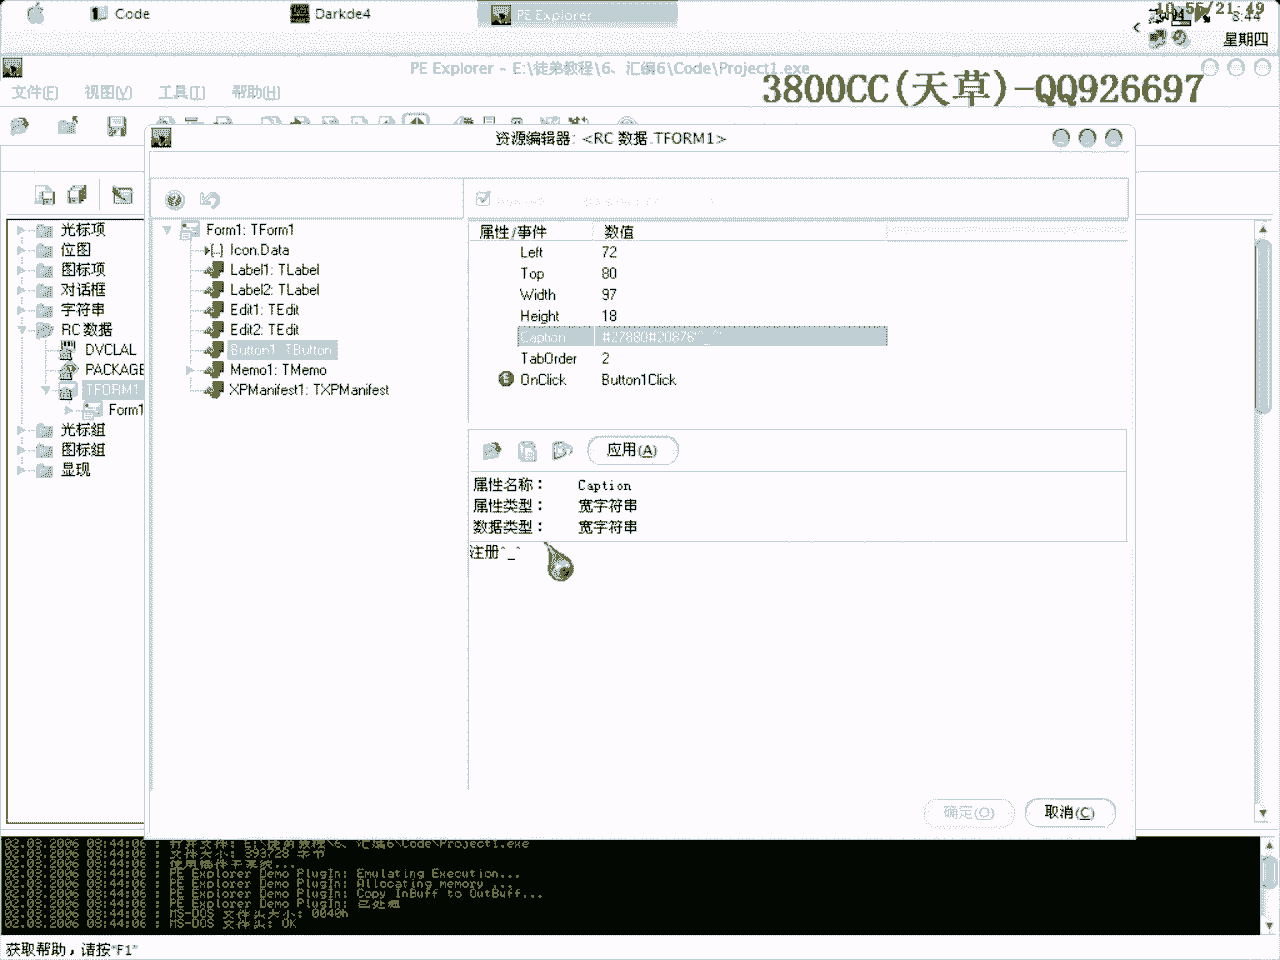 Code
Darkde4
PE Explorer
10:56/21:49
8:44
星期四
PE Explorer - E:\徒弟教程\6、汇编6\Code\Project1.exe
3800CC(天草)-QQ926697
文件(F)
视图(V)
工具(T)
帮助(H)
资源编辑器: <RC 数据.TFORM1>
光标项
位图
图标项
对话框
字符串
RC 数据
DVCLAL
PACKAGE
TFORM1
Form1
光标组
图标组
显现
Form1: TForm1
Icon.Data
Label1: TLabel
Label2: TLabel
Edit1: TEdit
Edit2: TEdit
Button1: TButton
Memo1: TMemo
XPManifest1: TXPManifest
属性/事件 数值
Left 72
Top 80
Width 97
Height 18
Caption #27880#20876'^_^'
TabOrder 2
OnClick Button1Click
应用(A)
属性名称： Caption
属性类型： 宽字符串
数据类型： 宽字符串
注册^_^
确定(O)
取消(C)
02.03.2006 08:44:06 : 打开文件: E:\徒弟教程\6、汇编6\Code\Project1.exe
02.03.2006 08:44:06 : 文件大小: 393728 字节
02.03.2006 08:44:06 :
02.03.2006 08:44:06 : PE Explorer Demo PlugIn: Emulating Execution...
02.03.2006 08:44:06 : PE Explorer Demo PlugIn: Allocating memory ...
02.03.2006 08:44:06 : PE Explorer Demo PlugIn: Copy InBuff to OutBuff...
02.03.2006 08:44:06 : PE Explorer Demo PlugIn: 已处理
02.03.2006 08:44:06 : MS-DOS 文件头大小: 0040h
02.03.2006 08:44:06 : MS-DOS 文件头: OK
获取帮助，请按"F1"